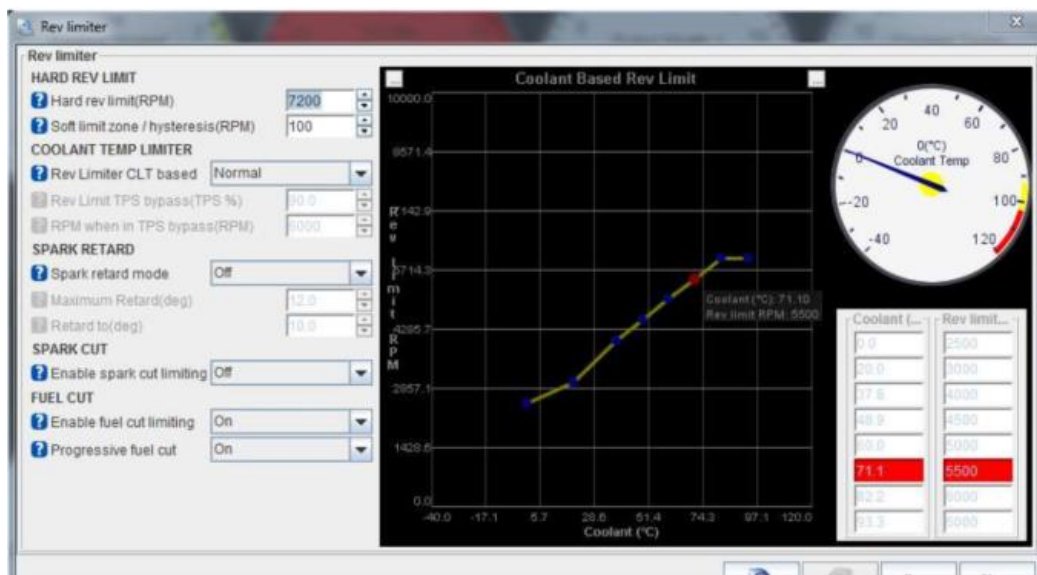 Rev limiter
Rev limiter
HARD REV LIMIT
Hard rev limit(RPM) 7200
Soft limit zone / hysteresis(RPM) 100
COOLANT TEMP LIMITER
Rev Limiter CLT based Normal
Rev Limit TPS bypass(TPS %) 90.0
RPM when in TPS bypass(RPM) 6000
SPARK RETARD
Spark retard mode Off
Maximum Retard(deg) 12.0
Retard to(deg) 10.0
SPARK CUT
Enable spark cut limiting Off
FUEL CUT
Enable fuel cut limiting On
Progressive fuel cut On
Coolant Based Rev Limit
10000.0
8571.4
7142.9
5714.3
4285.7
2857.1
1428.6
0.0
Rev limit RPM
-40.0 -17.1 5.7 28.6 51.4 74.3 97.1 120.0
Coolant (°C)
Coolant (°C): 71.10
Rev limit RPM: 5500
-40 -20 0 20 40 60 80 100 120
0(°C)
Coolant Temp
Coolant (... Rev limit...
0.0 2500
20.0 3000
37.8 4000
48.9 4500
60.0 5000
71.1 5500
82.2 6000
93.3 6000